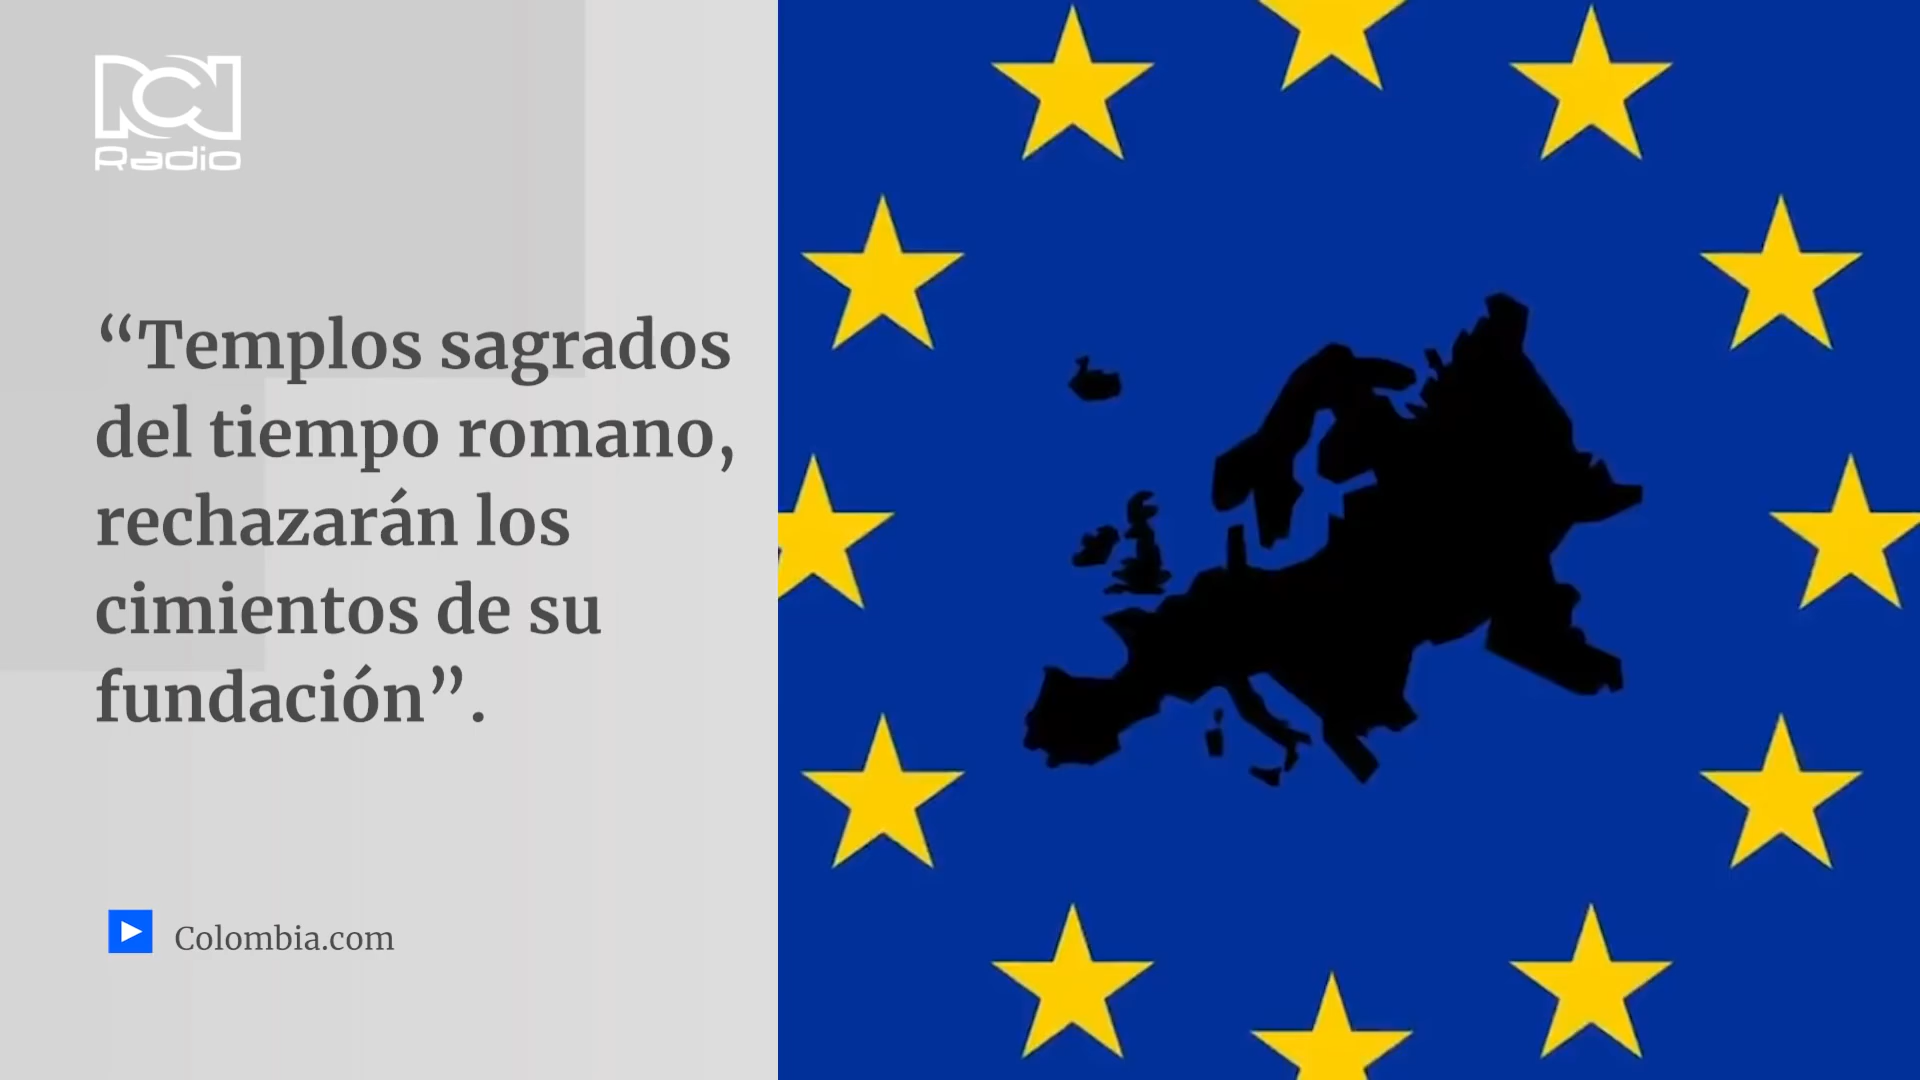 RCN
Radio
“Templos sagrados
del tiempo romano,
rechazarán los
cimientos de su
fundación”.
Colombia.com